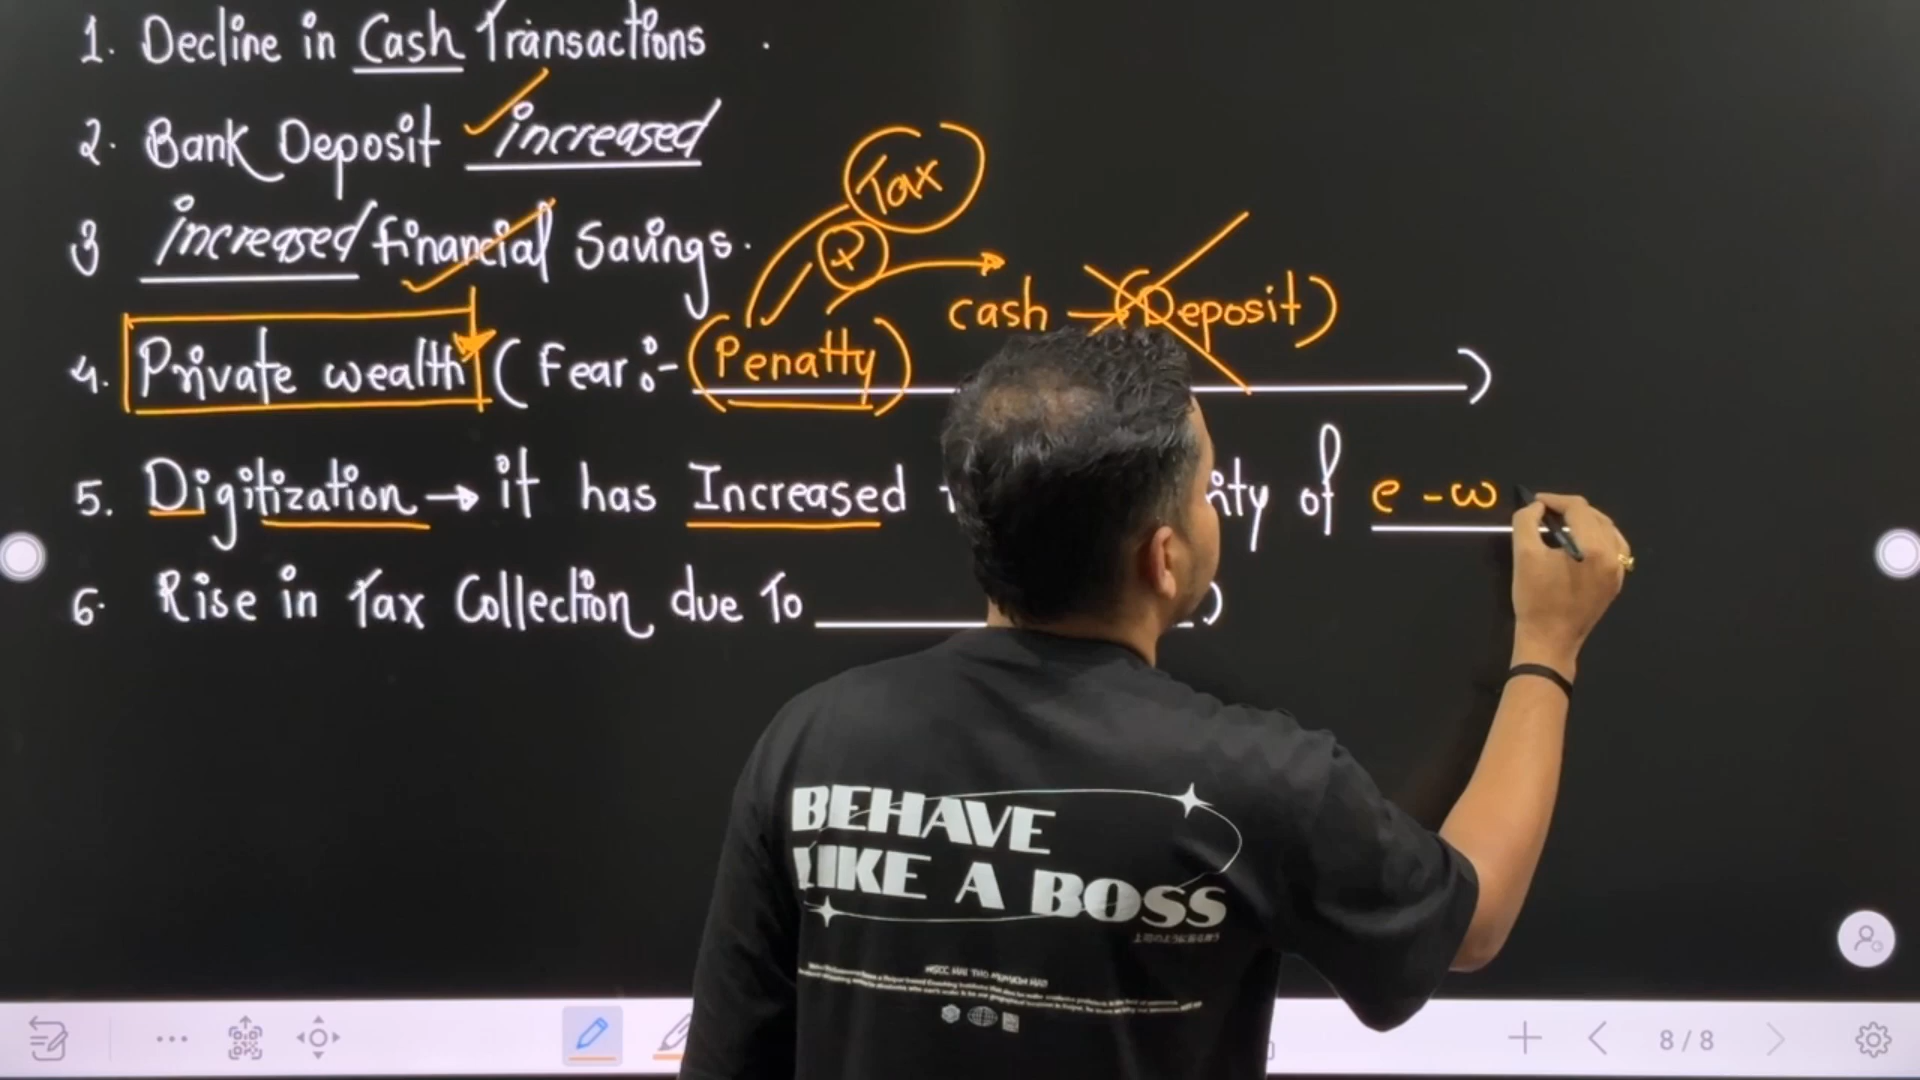 1. Decline in Cash Transactions .
2. Bank Deposit increased
Tax
3 increased financial Savings.
cash → (Deposit)
4. Private wealth (Fear:- (Penalty) )
5. Digitization → it has Increased of e-w
6. Rise in Tax Collection due To )
BEHAVE
LIKE A BOSS
8/8